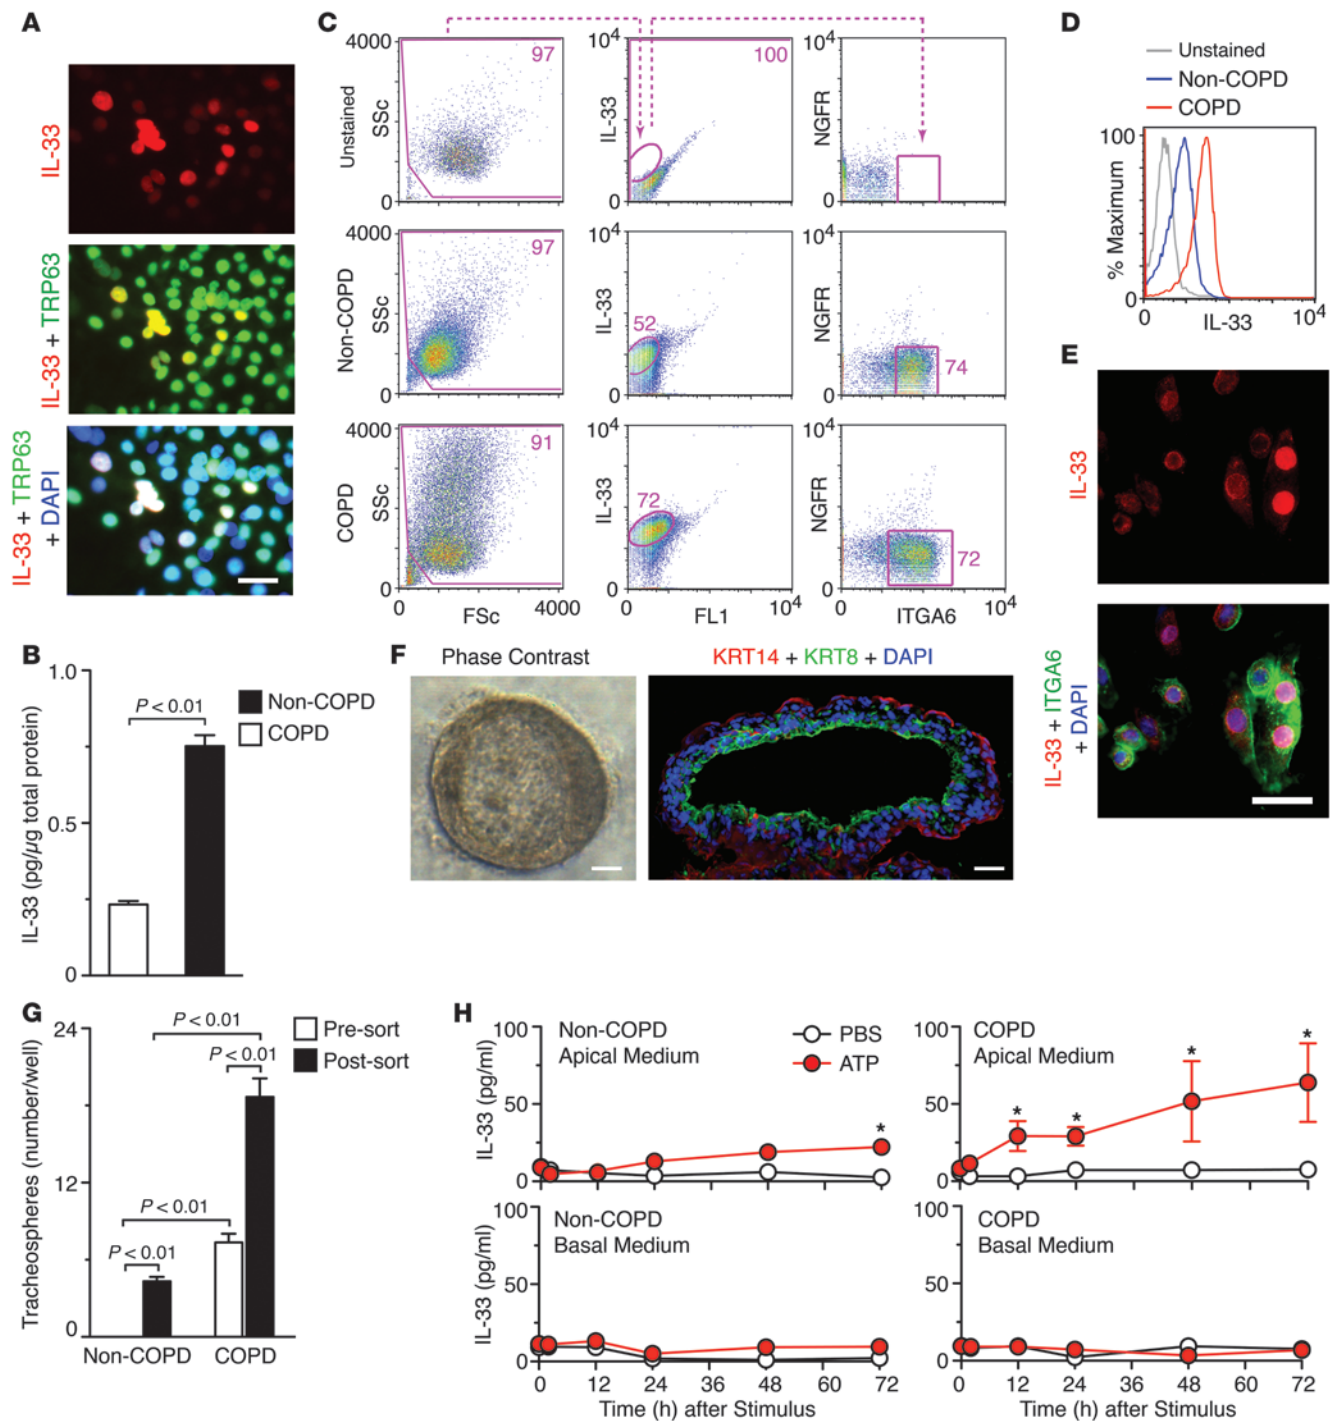 A
IL-33
IL-33 + TRP63
IL-33 + TRP63
+ DAPI
B
1.0
0.5
0
IL-33 (pg/µg total protein)
P < 0.01
Non-COPD
COPD
C
Unstained
4000
SSc
0
97
10⁴
IL-33
0
100
10⁴
NGFR
0
Non-COPD
4000
SSc
0
97
10⁴
IL-33
0
52
10⁴
NGFR
0
74
COPD
4000
SSc
0
91
10⁴
IL-33
0
72
10⁴
NGFR
0
72
0 4000
FSc
0 10⁴
FL1
0 10⁴
ITGA6
D
Unstained
Non-COPD
COPD
100
% Maximum
0
0 10⁴
IL-33
E
IL-33
IL-33 + ITGA6
+ DAPI
F
Phase Contrast
KRT14 + KRT8 + DAPI
G
24
12
0
Tracheospheres (number/well)
P < 0.01
P < 0.01
P < 0.01
P < 0.01
Pre-sort
Post-sort
Non-COPD COPD
H
100
50
0
IL-33 (pg/ml)
Non-COPD
Apical Medium
PBS
ATP
*
100
50
0
COPD
Apical Medium
* * * *
100
50
0
IL-33 (pg/ml)
Non-COPD
Basal Medium
0 12 24 36 48 60 72
Time (h) after Stimulus
100
50
0
COPD
Basal Medium
0 12 24 36 48 60 72
Time (h) after Stimulus